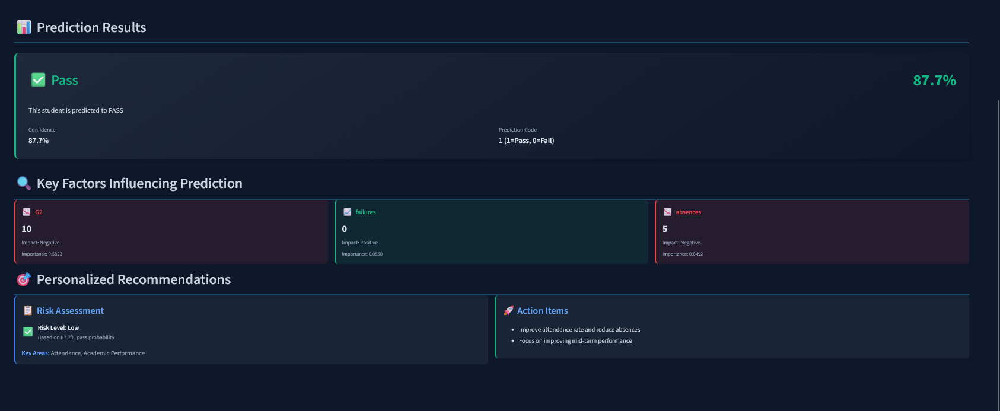 Prediction Results
Pass
87.7%
This student is predicted to PASS
Confidence
87.7%
Prediction Code
1 (1=Pass, 0=Fail)
Key Factors Influencing Prediction
G2
10
Impact: Negative
Importance: 0.5820
failures
0
Impact: Positive
Importance: 0.0550
absences
5
Impact: Negative
Importance: 0.0492
Personalized Recommendations
Risk Assessment
Risk Level: Low
Based on 87.7% pass probability
Key Areas: Attendance, Academic Performance
Action Items
• Improve attendance rate and reduce absences
• Focus on improving mid-term performance